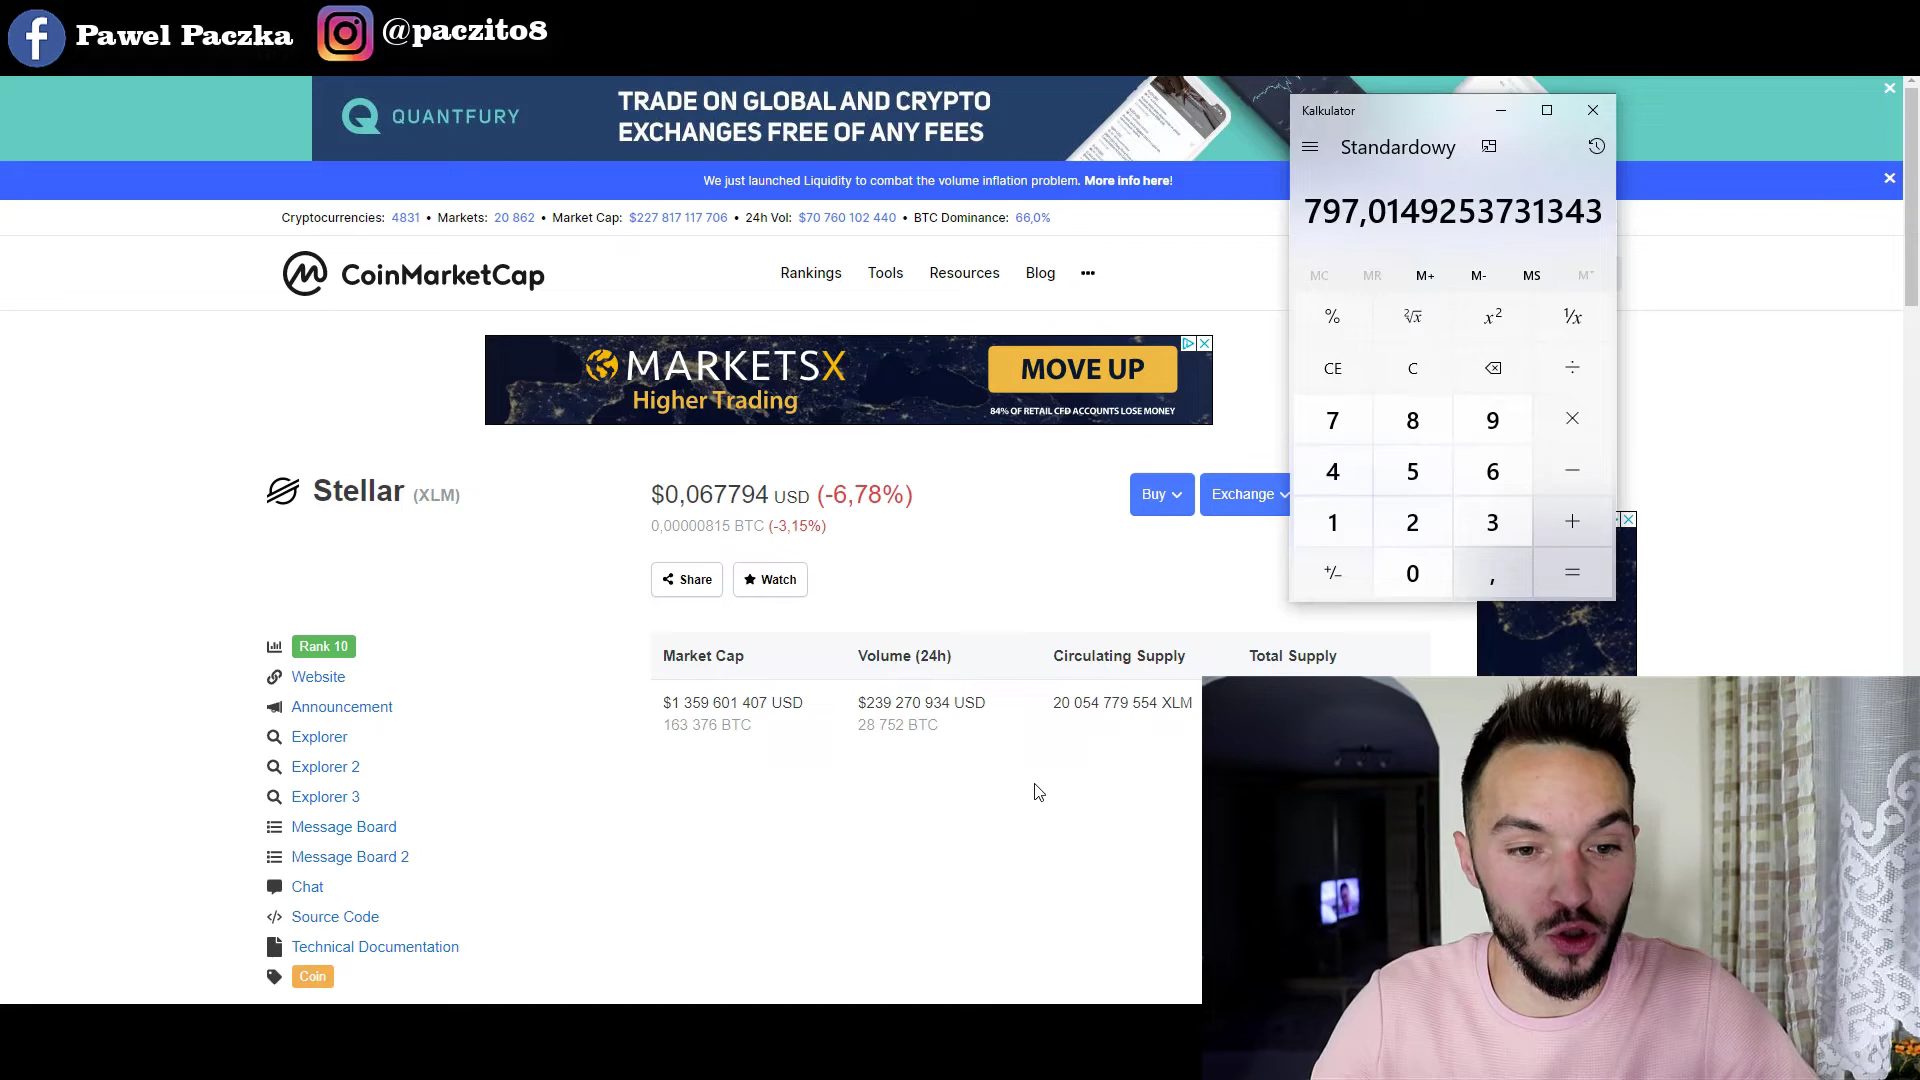 Pawel Paczka @paczito8
QUANTFURY
TRADE ON GLOBAL AND CRYPTO
EXCHANGES FREE OF ANY FEES
We just launched Liquidity to combat the volume inflation problem. More info here!
Cryptocurrencies: 4831 • Markets: 20 862 • Market Cap: $227 817 117 706 • 24h Vol: $70 760 102 440 • BTC Dominance: 66,0%
CoinMarketCap
Rankings Tools Resources Blog •••
MARKETSX
Higher Trading
MOVE UP
84% OF RETAIL CFD ACCOUNTS LOSE MONEY
Stellar (XLM)
$0,067794 USD (-6,78%)
0,00000815 BTC (-3,15%)
Buy Exchange
Share Watch
Rank 10
Website
Announcement
Explorer
Explorer 2
Explorer 3
Message Board
Message Board 2
Chat
Source Code
Technical Documentation
Coin
Market Cap Volume (24h) Circulating Supply Total Supply
$1 359 601 407 USD $239 270 934 USD 20 054 779 554 XLM
163 376 BTC 28 752 BTC
Kalkulator
Standardowy
797,0149253731343
MC MR M+ M- MS M˅
% ²√x x² ¹/x
CE C ÷
7 8 9 ×
4 5 6 −
1 2 3 +
+/− 0 , =